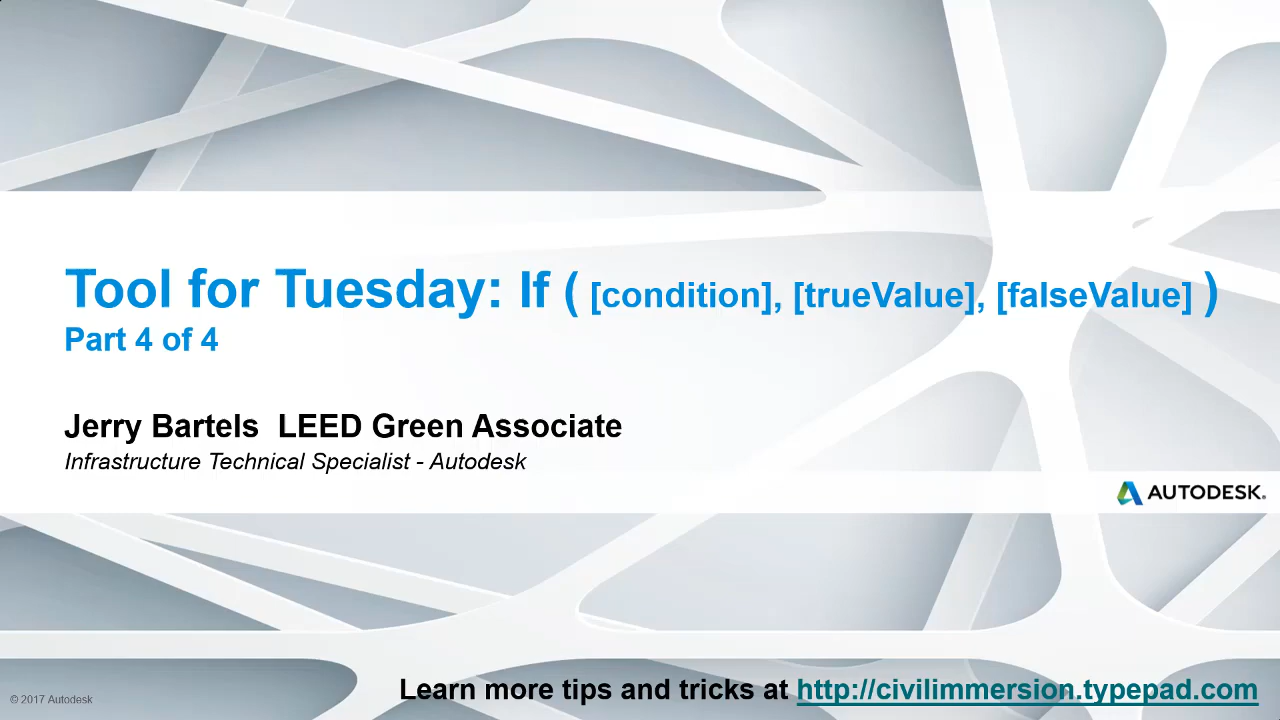 Tool for Tuesday: If ( [condition], [trueValue], [falseValue] )
Part 4 of 4
Jerry Bartels  LEED Green Associate
Infrastructure Technical Specialist - Autodesk
AUTODESK.
Learn more tips and tricks at http://civilimmersion.typepad.com
© 2017 Autodesk